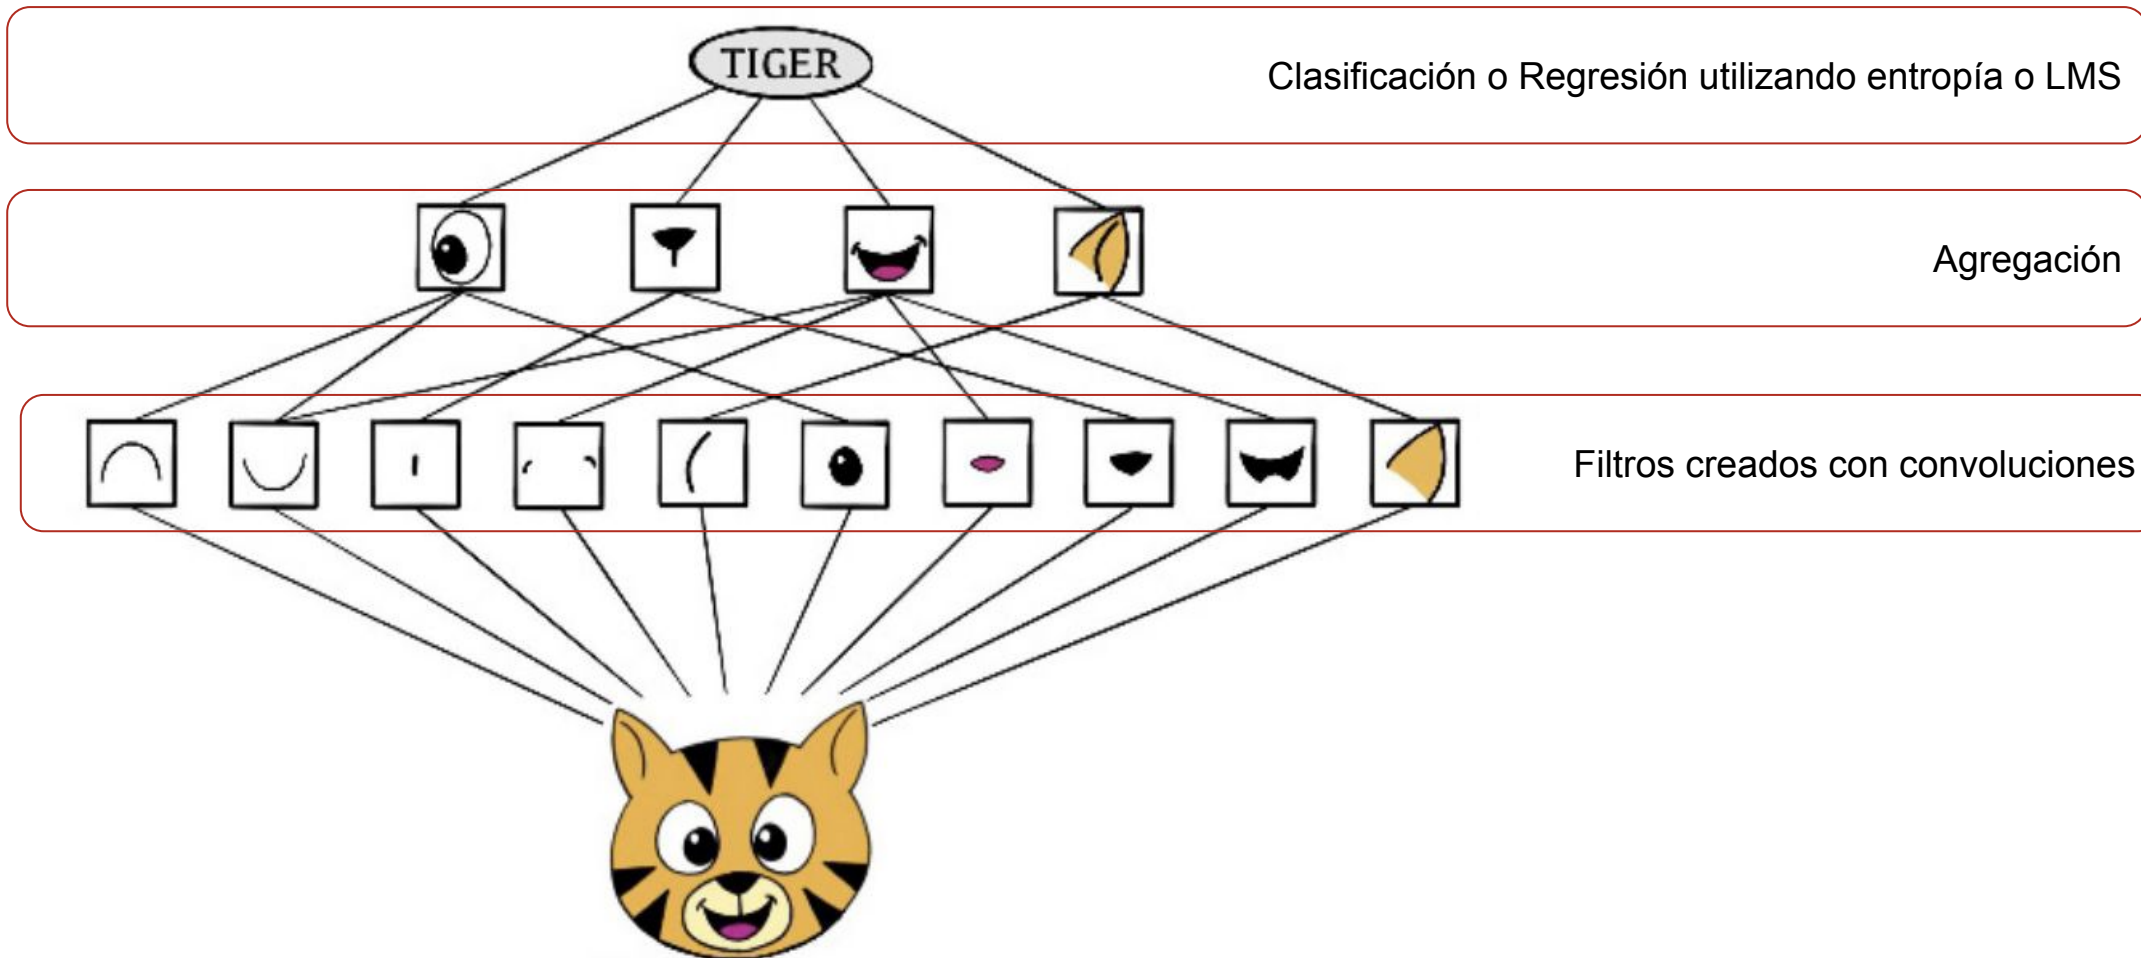 TIGER
Clasificación o Regresión utilizando entropía o LMS
Agregación
Filtros creados con convoluciones